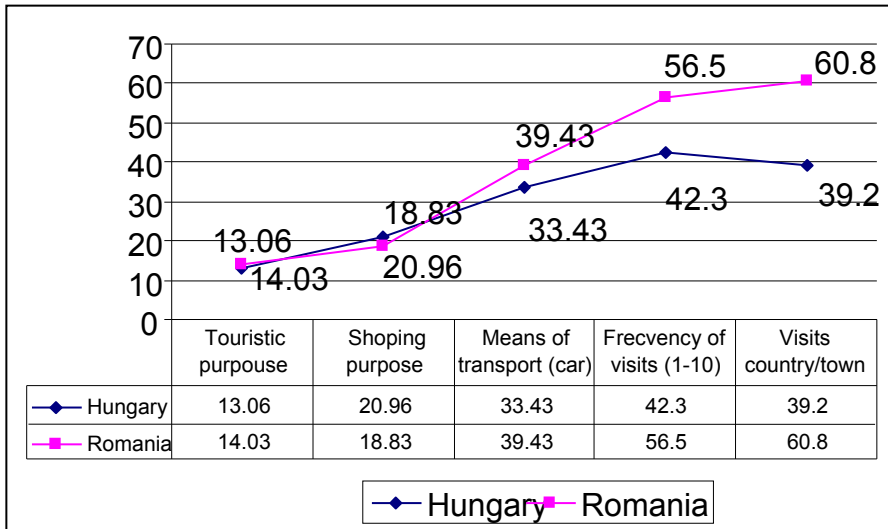 70
60
50
40
30
20
10
0
13.06
14.03
18.83
20.96
39.43
33.43
56.5
42.3
60.8
39.2
Touristic purpouse
Shoping purpose
Means of transport (car)
Frecvency of visits (1-10)
Visits country/town
Hungary 13.06 20.96 33.43 42.3 39.2
Romania 14.03 18.83 39.43 56.5 60.8
Hungary Romania